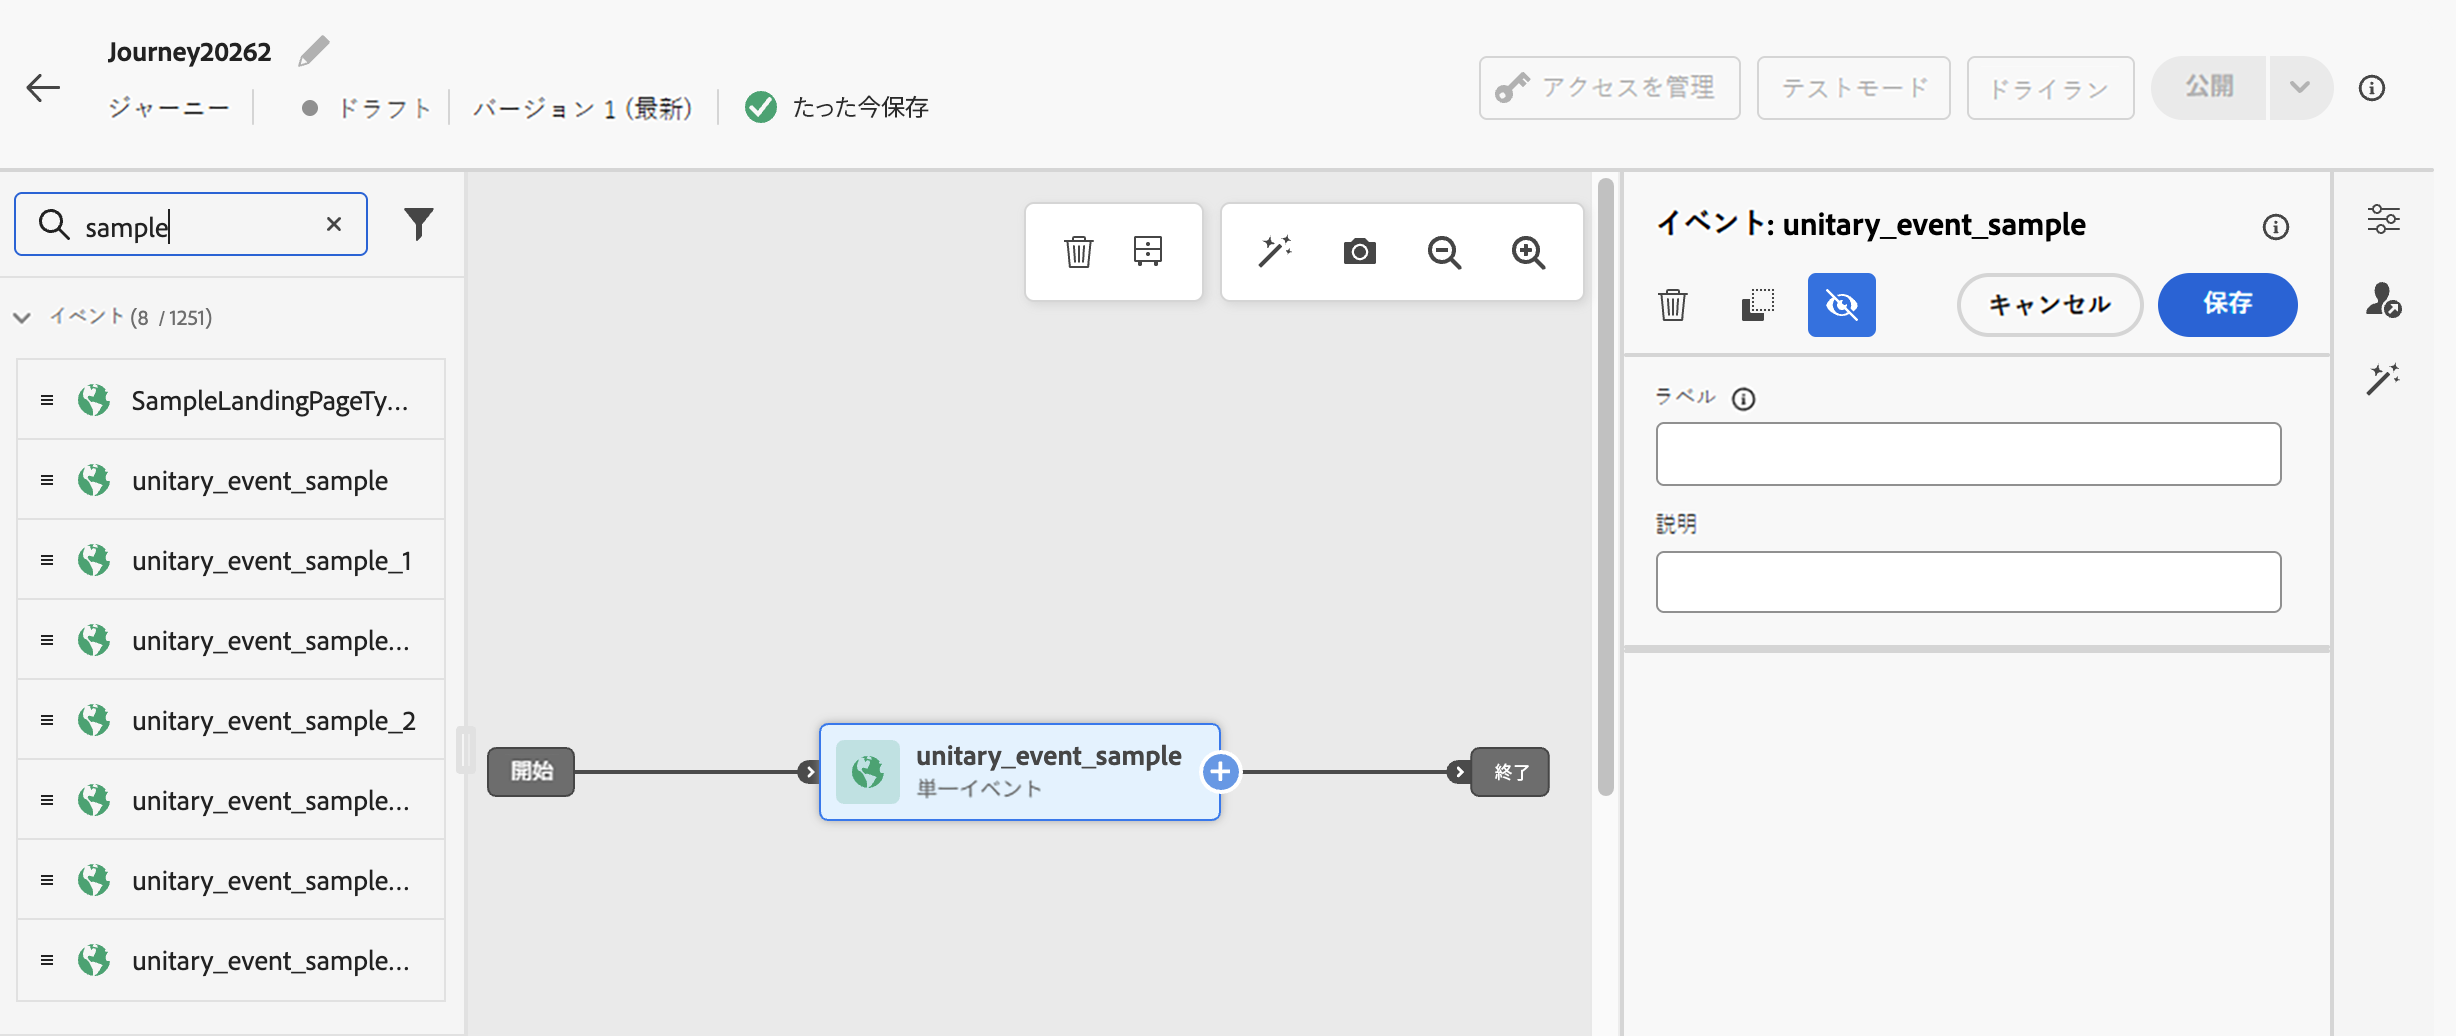 Journey20262
ジャーニー
ドラフト
バージョン 1 (最新)
たった今保存
アクセスを管理
テストモード
ドライラン
公開
sample
イベント (8 / 1251)
SampleLandingPageTy...
unitary_event_sample
unitary_event_sample_1
unitary_event_sample...
unitary_event_sample_2
unitary_event_sample...
unitary_event_sample...
unitary_event_sample...
開始
unitary_event_sample
単一イベント
終了
イベント: unitary_event_sample
キャンセル
保存
ラベル
説明